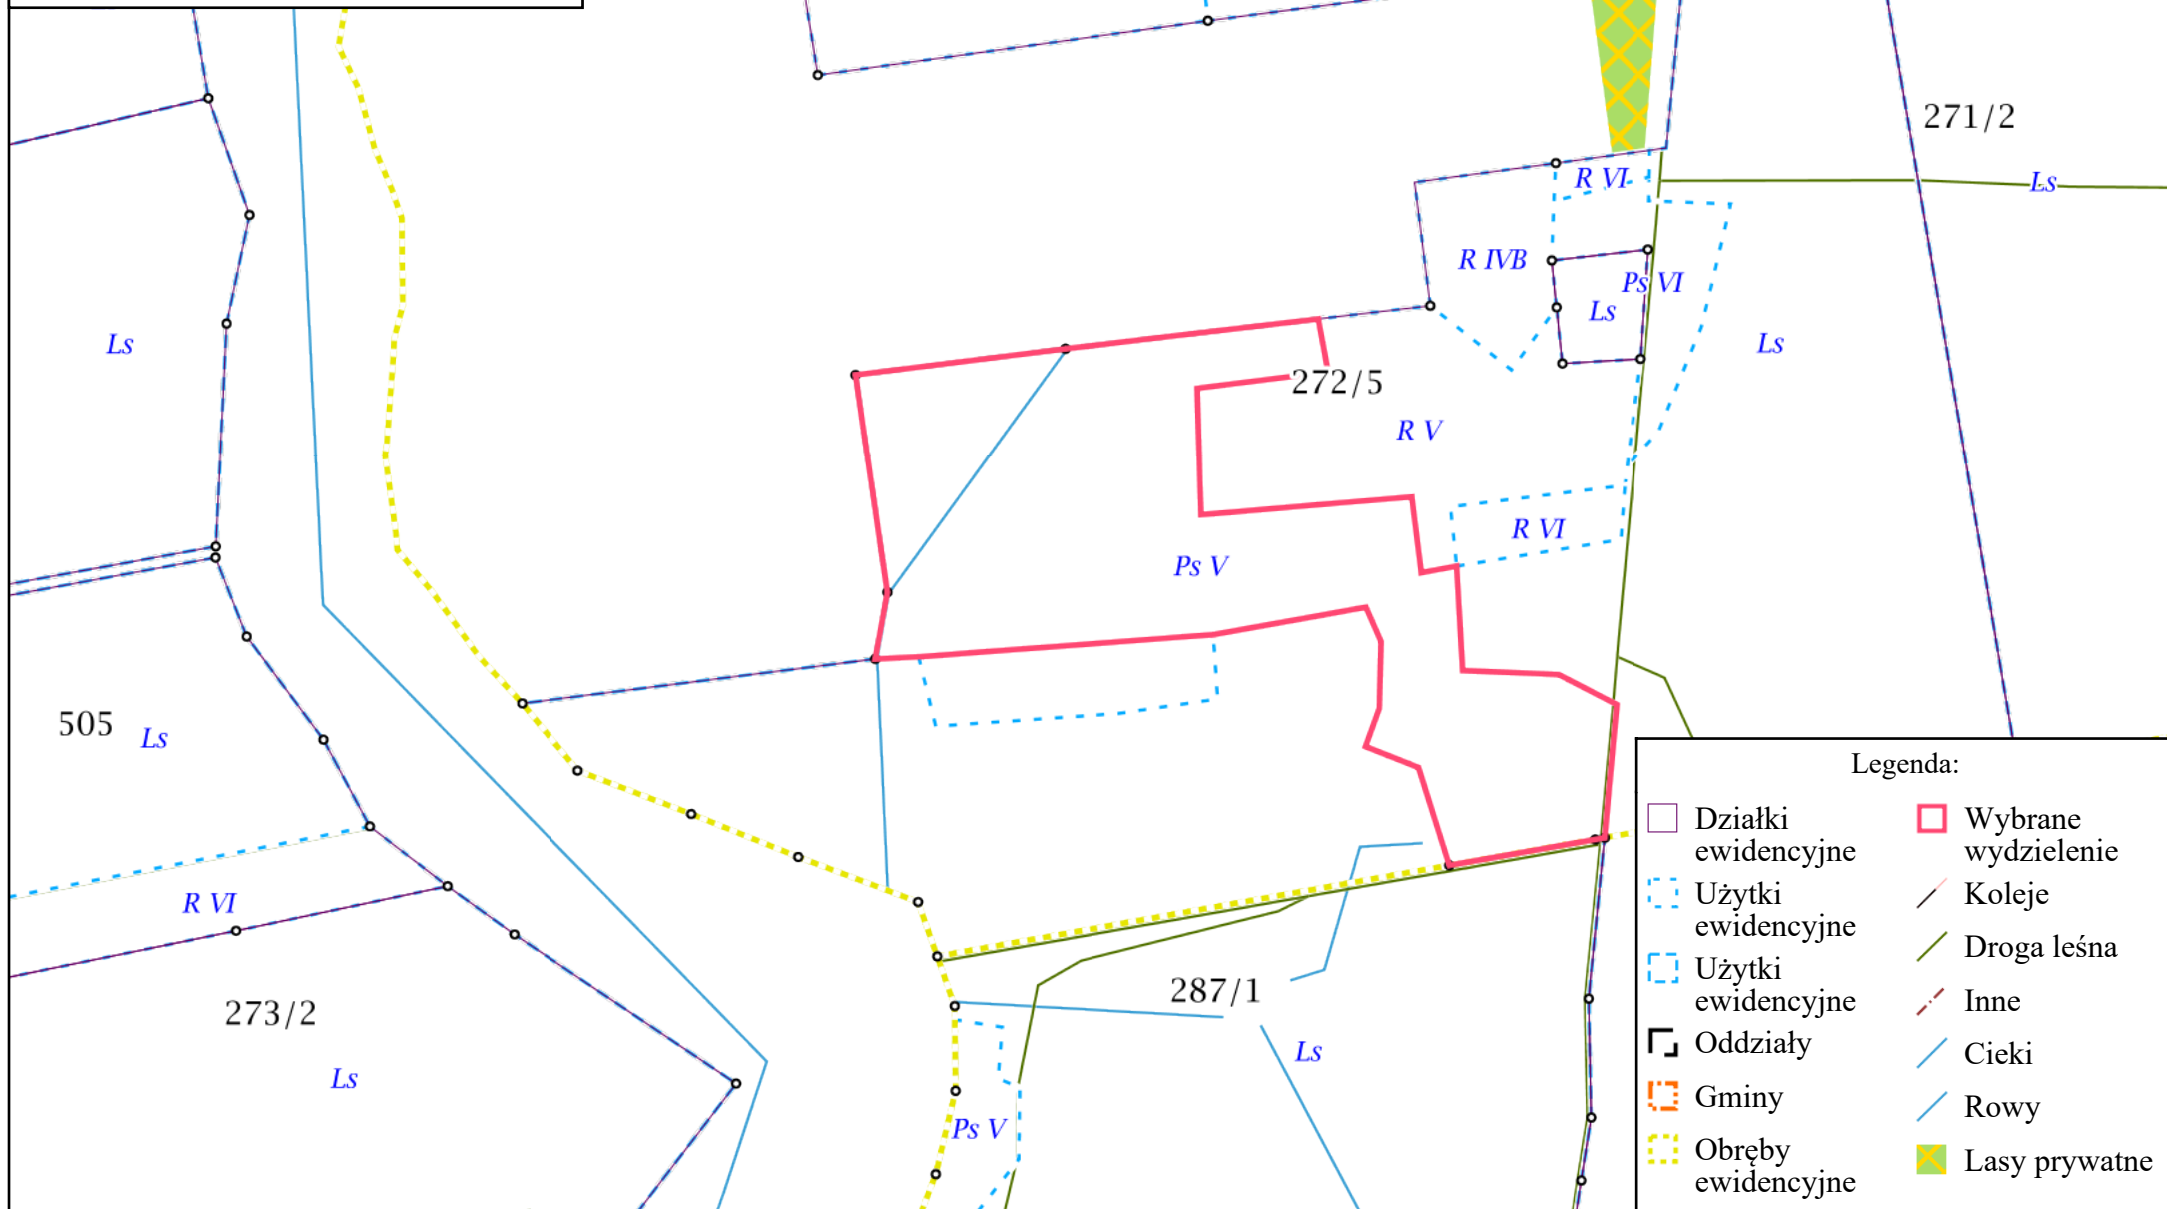 271/2
R VI
Ls
R IVB
Ps VI
Ls
Ls
Ls
272/5
R V
R VI
Ps V
505
Ls
R VI
273/2
Ls
287/1
Ls
Ps V
Legenda:
Działki
ewidencyjne
Użytki
ewidencyjne
Użytki
ewidencyjne
Oddziały
Gminy
Obręby
ewidencyjne
Wybrane
wydzielenie
Koleje
Droga leśna
Inne
Cieki
Rowy
Lasy prywatne